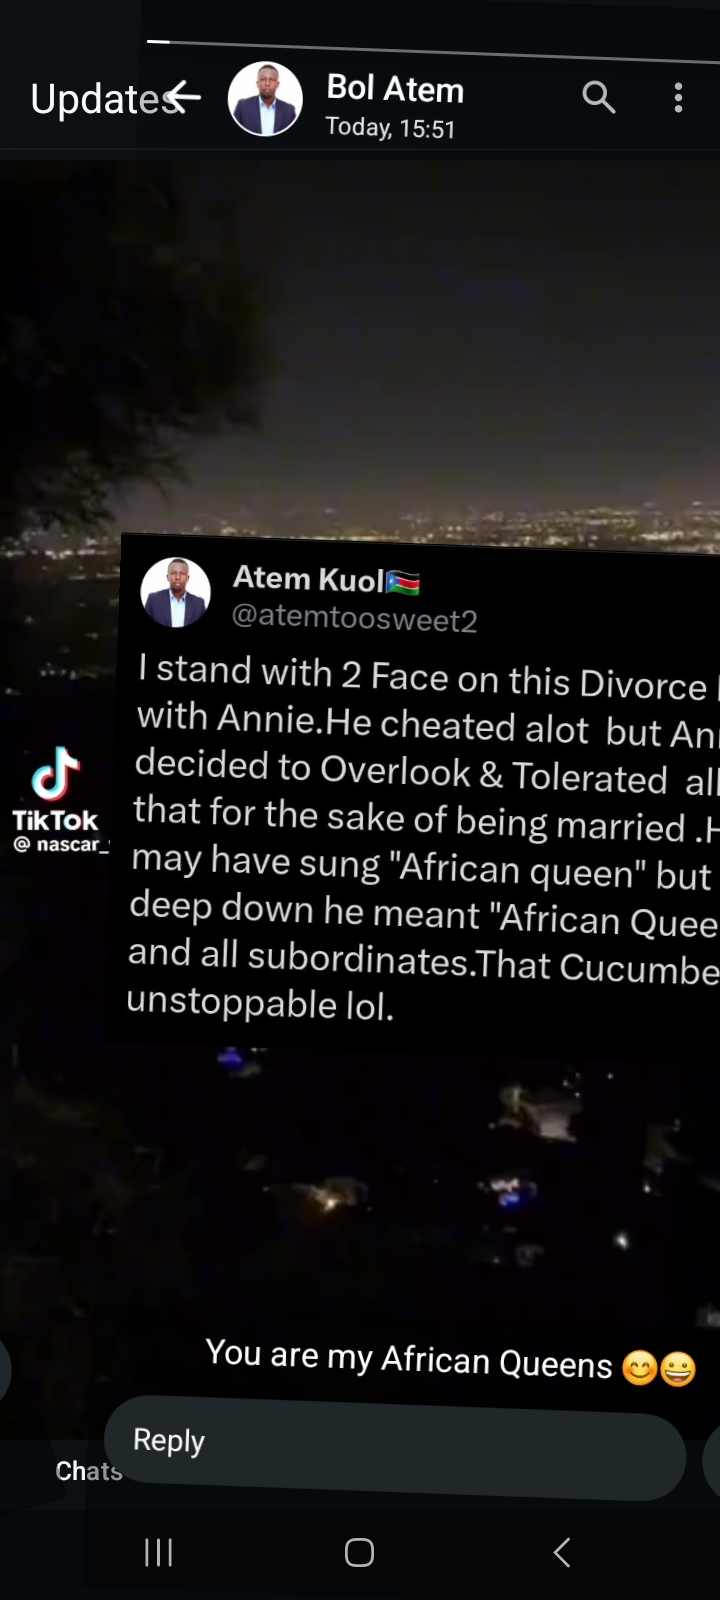 Updates
Bol Atem
Today, 15:51
Atem Kuol🇸🇸
@atemtoosweet2
I stand with 2 Face on this Divorce
with Annie.He cheated alot but
decided to Overlook & Tolerated
that for the sake of being married .
may have sung "African queen" but
deep down he meant "African
and all subordinates.That
unstoppable lol.
TikTok
@ nascar_
You are my African Queens 😊😀
Reply
Chats